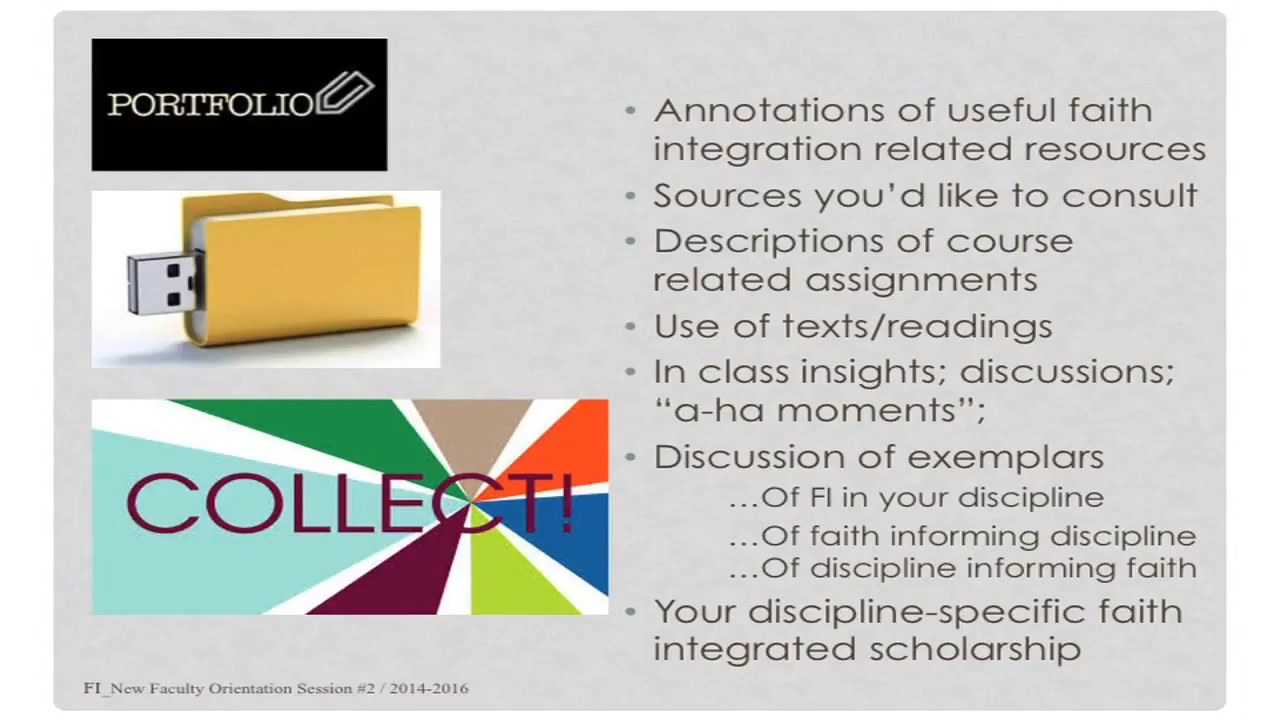 PORTFOLIO
COLLECT!
• Annotations of useful faith
integration related resources
• Sources you’d like to consult
• Descriptions of course
related assignments
• Use of texts/readings
• In class insights; discussions;
“a-ha moments”;
• Discussion of exemplars
…Of FI in your discipline
…Of faith informing discipline
…Of discipline informing faith
• Your discipline-specific faith
integrated scholarship
FI_New Faculty Orientation Session #2 / 2014-2016